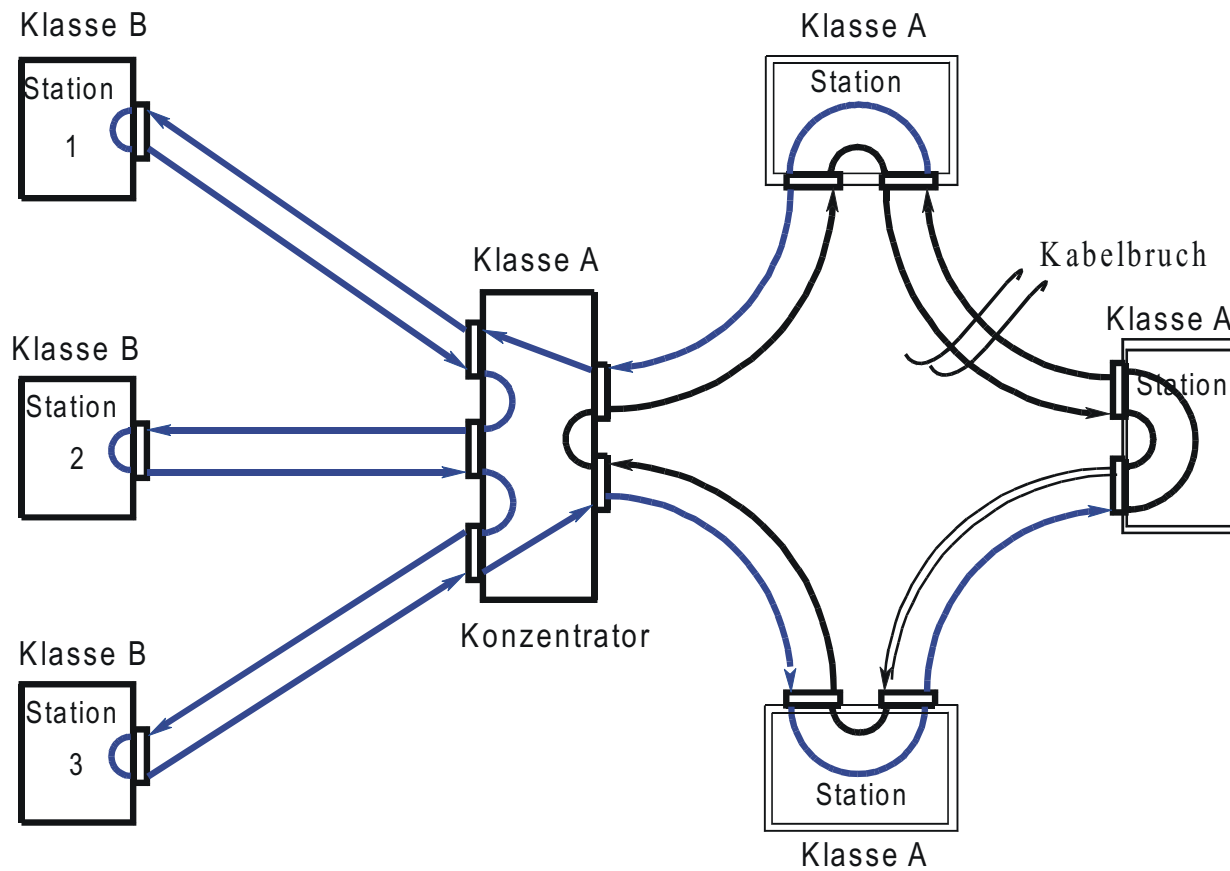 Klasse B
Station
1
Klasse B
Station
2
Klasse B
Station
3
Klasse A
Konzentrator
Klasse A
Station
Kabelbruch
Klasse A
Station
Station
Klasse A